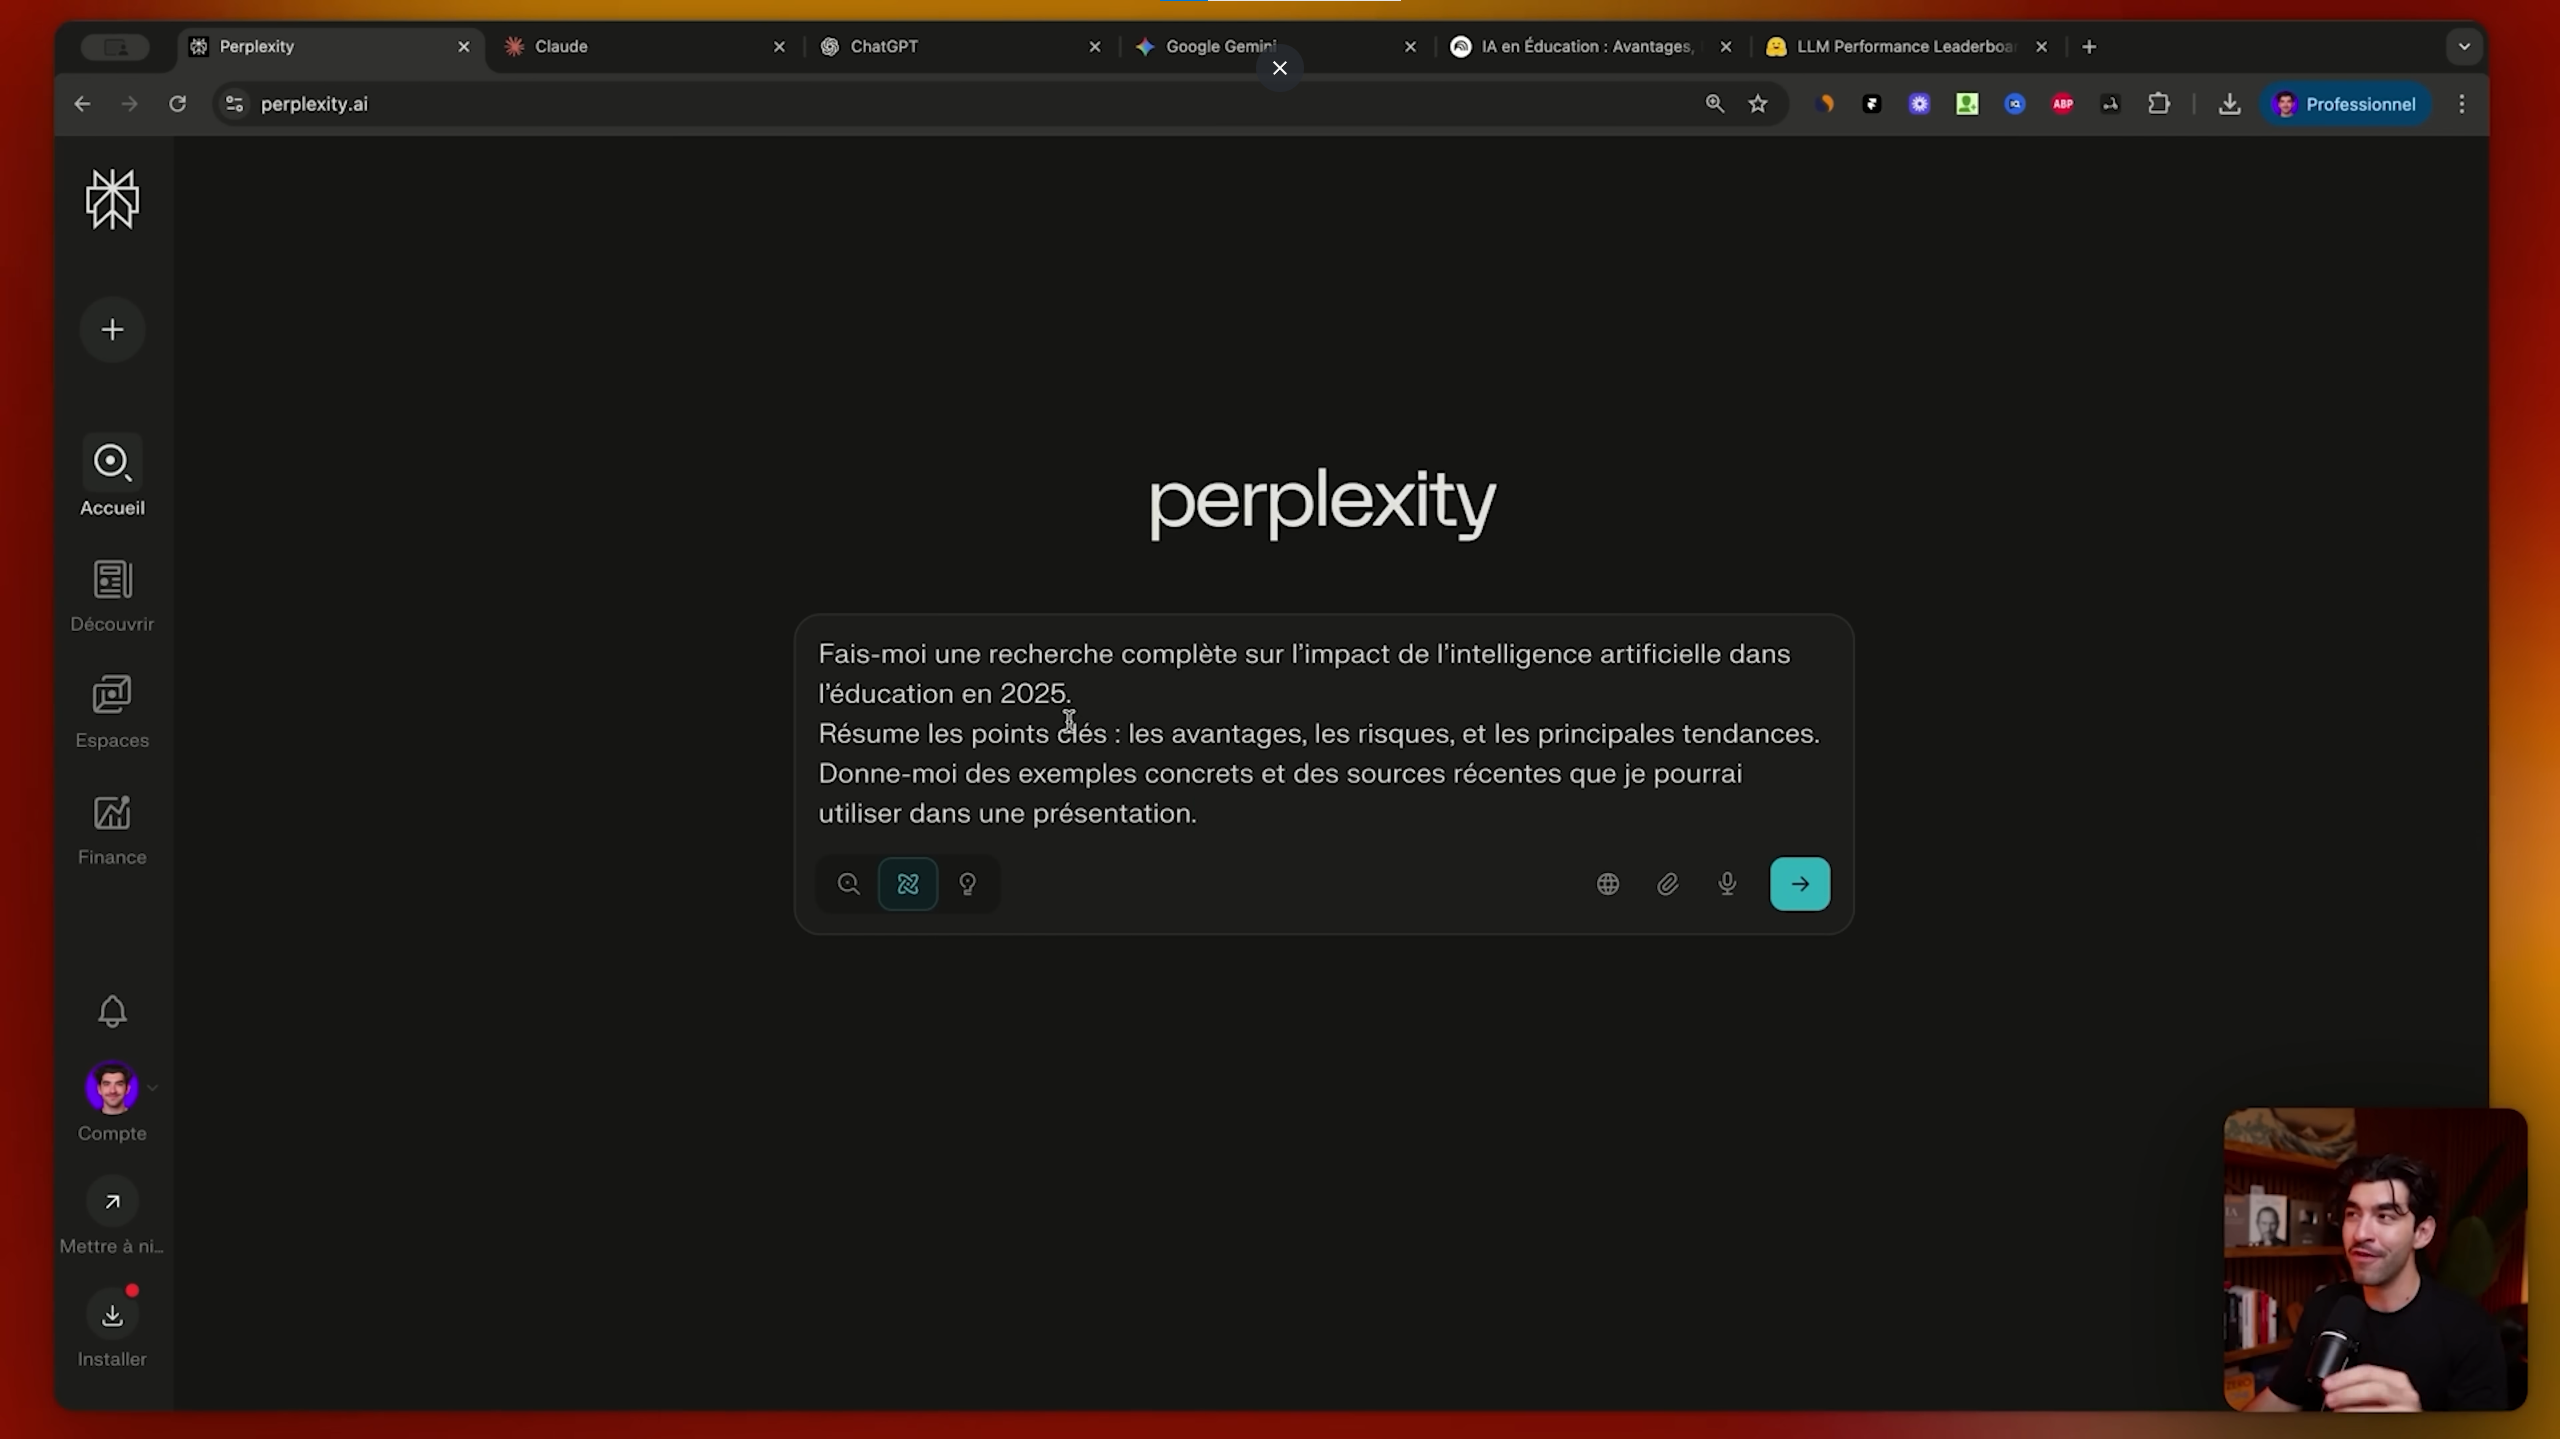 Perplexity
Claude
ChatGPT
Google Gemini
IA en Éducation : Avantages,
LLM Performance Leaderboa
perplexity.ai
ABP
Professionnel
Accueil
Découvrir
Espaces
Finance
Compte
Mettre à ni...
Installer
perplexity
Fais-moi une recherche complète sur l'impact de l'intelligence artificielle dans
l'éducation en 2025.
Résume les points clés : les avantages, les risques, et les principales tendances.
Donne-moi des exemples concrets et des sources récentes que je pourrai
utiliser dans une présentation.